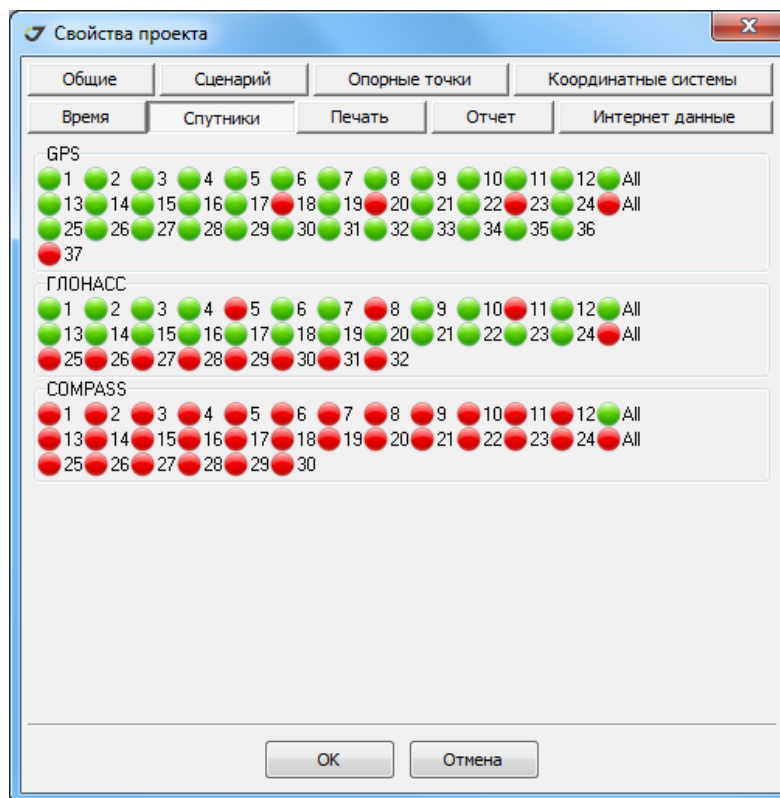 Свойства проекта
Общие Сценарий Опорные точки Координатные системы
Время Спутники Печать Отчет Интернет данные
GPS
1 2 3 4 5 6 7 8 9 10 11 12 All
13 14 15 16 17 18 19 20 21 22 23 24 All
25 26 27 28 29 30 31 32 33 34 35 36
37
ГЛОНАСС
1 2 3 4 5 6 7 8 9 10 11 12 All
13 14 15 16 17 18 19 20 21 22 23 24 All
25 26 27 28 29 30 31 32
COMPASS
1 2 3 4 5 6 7 8 9 10 11 12 All
13 14 15 16 17 18 19 20 21 22 23 24 All
25 26 27 28 29 30
OK Отмена